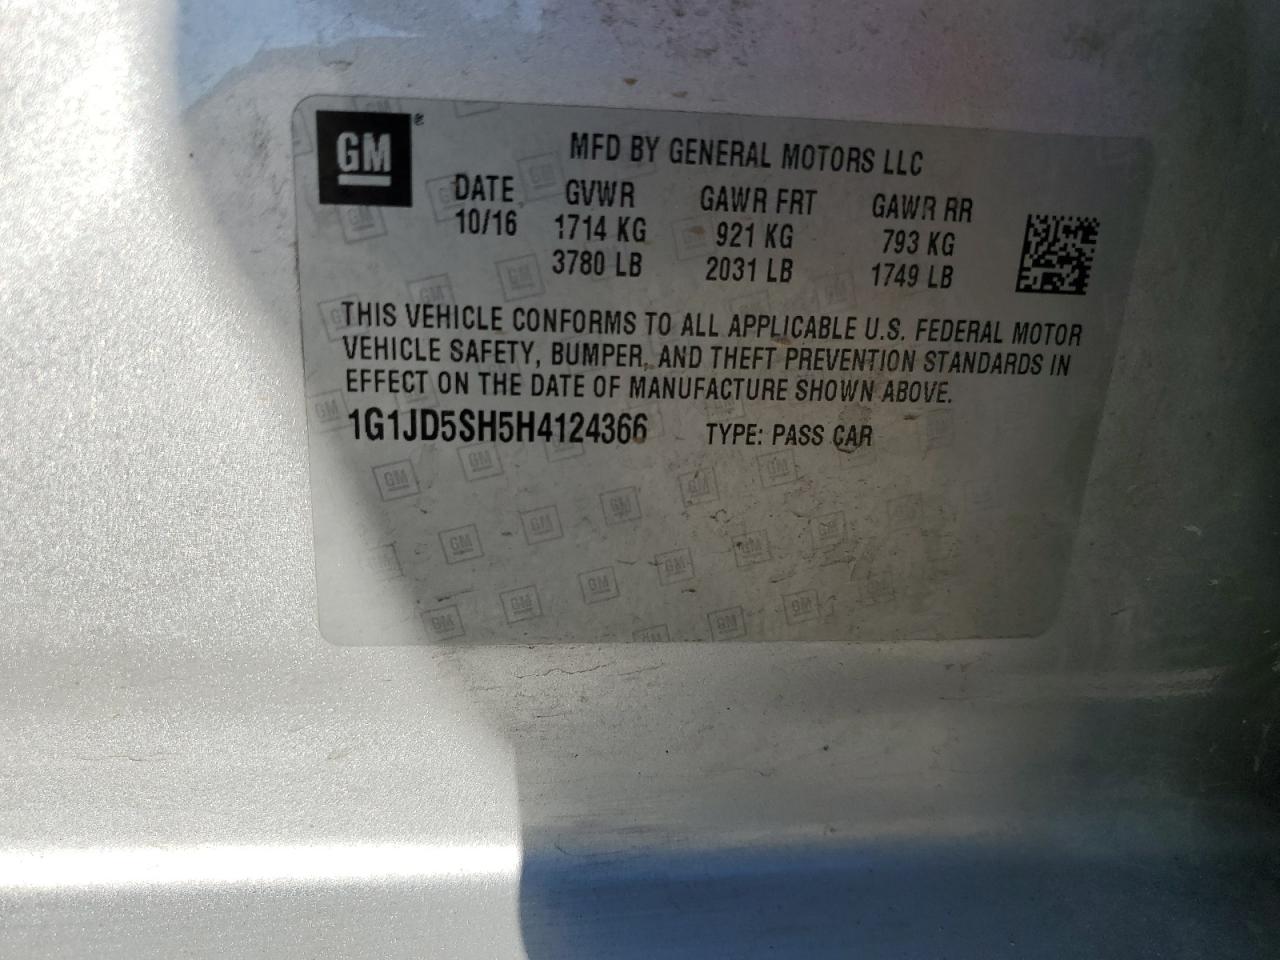 GM®
MFD BY GENERAL MOTORS LLC
DATE GVWR GAWR FRT GAWR RR
10/16 1714 KG 921 KG 793 KG
3780 LB 2031 LB 1749 LB
THIS VEHICLE CONFORMS TO ALL APPLICABLE U.S. FEDERAL MOTOR
VEHICLE SAFETY, BUMPER, AND THEFT PREVENTION STANDARDS IN
EFFECT ON THE DATE OF MANUFACTURE SHOWN ABOVE.
1G1JD5SH5H4124366 TYPE: PASS CAR